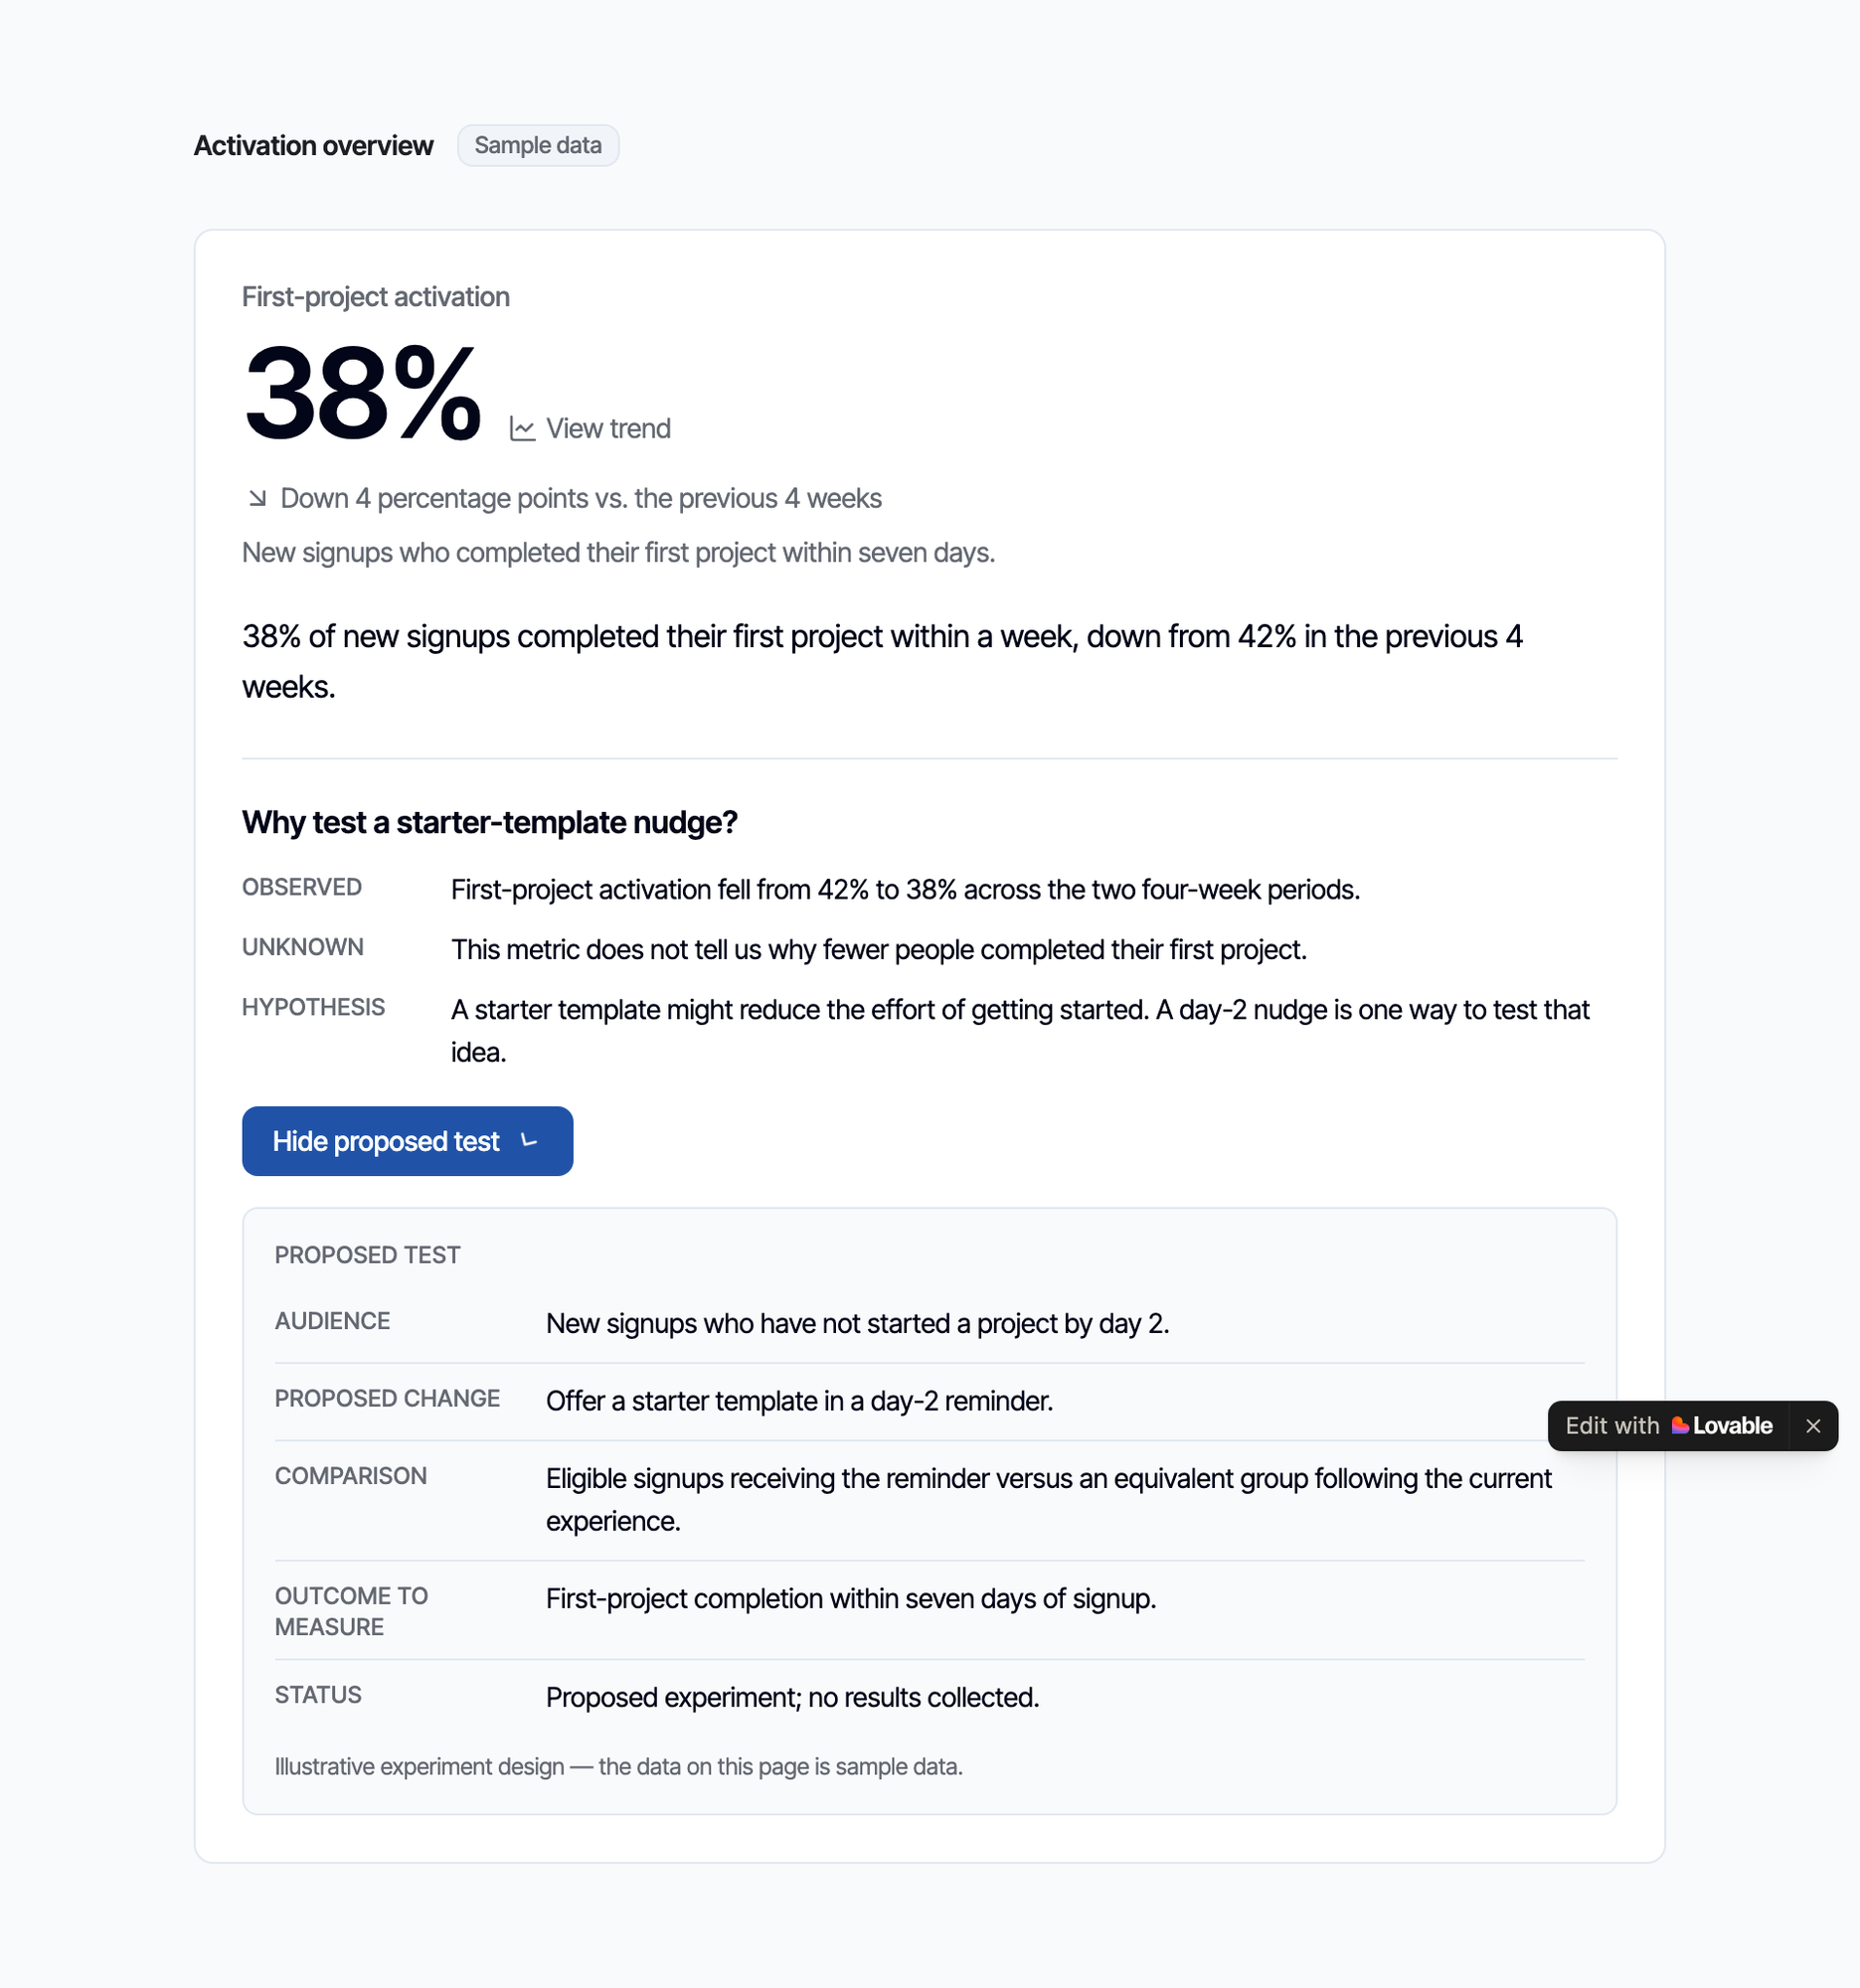 Activation overview
Sample data
First-project activation
38%
View trend
Down 4 percentage points vs. the previous 4 weeks
New signups who completed their first project within seven days.
38% of new signups completed their first project within a week, down from 42% in the previous 4
weeks.
Why test a starter-template nudge?
OBSERVED
First-project activation fell from 42% to 38% across the two four-week periods.
UNKNOWN
This metric does not tell us why fewer people completed their first project.
HYPOTHESIS
A starter template might reduce the effort of getting started. A day-2 nudge is one way to test that
idea.
Hide proposed test
PROPOSED TEST
AUDIENCE
New signups who have not started a project by day 2.
PROPOSED CHANGE
Offer a starter template in a day-2 reminder.
Edit with Lovable
COMPARISON
Eligible signups receiving the reminder versus an equivalent group following the current
experience.
OUTCOME TO
MEASURE
First-project completion within seven days of signup.
STATUS
Proposed experiment; no results collected.
Illustrative experiment design — the data on this page is sample data.